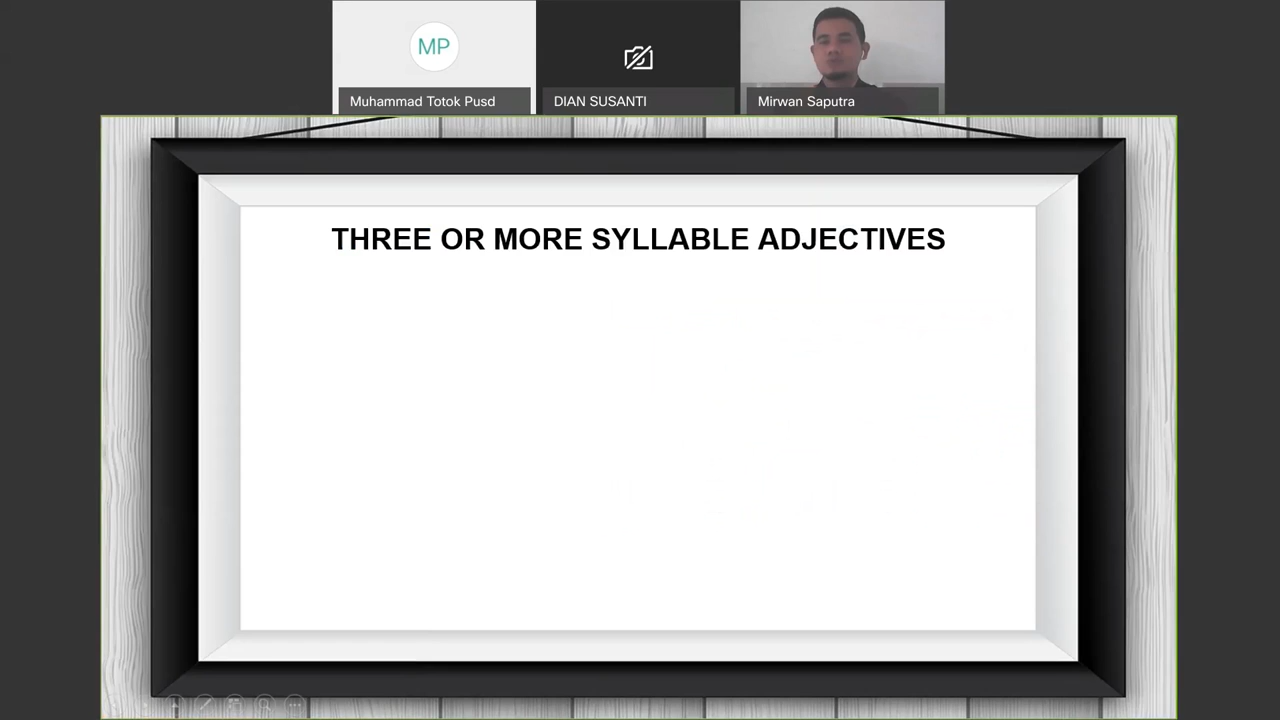 MP
Muhammad Totok Pusd
DIAN SUSANTI
Mirwan Saputra
THREE OR MORE SYLLABLE ADJECTIVES